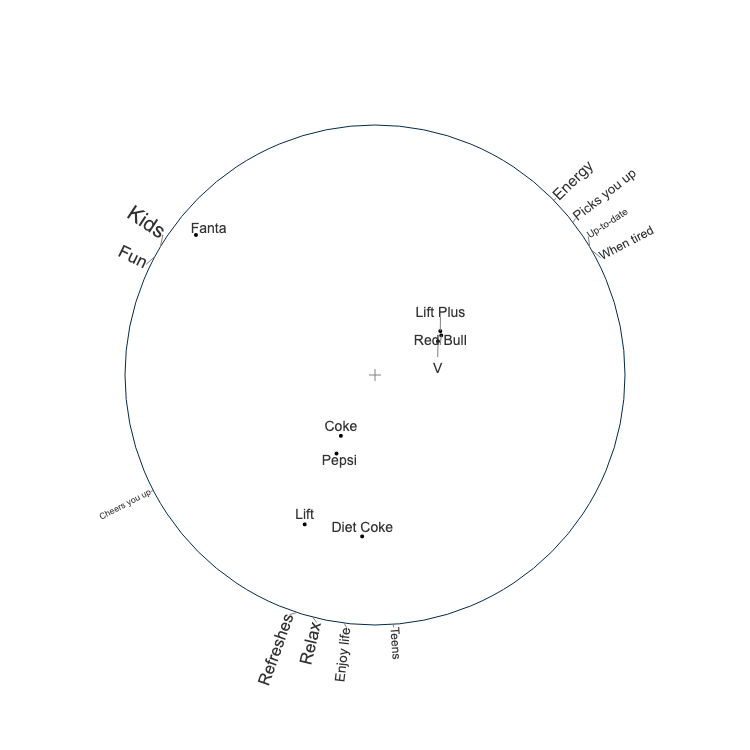 Energy
Picks you up
Up-to-date
When tired
Kids
Fun
Fanta
Lift Plus
Red Bull
V
Coke
Pepsi
Cheers you up
Lift
Diet Coke
Refreshes
Relax
Enjoy life
Teens